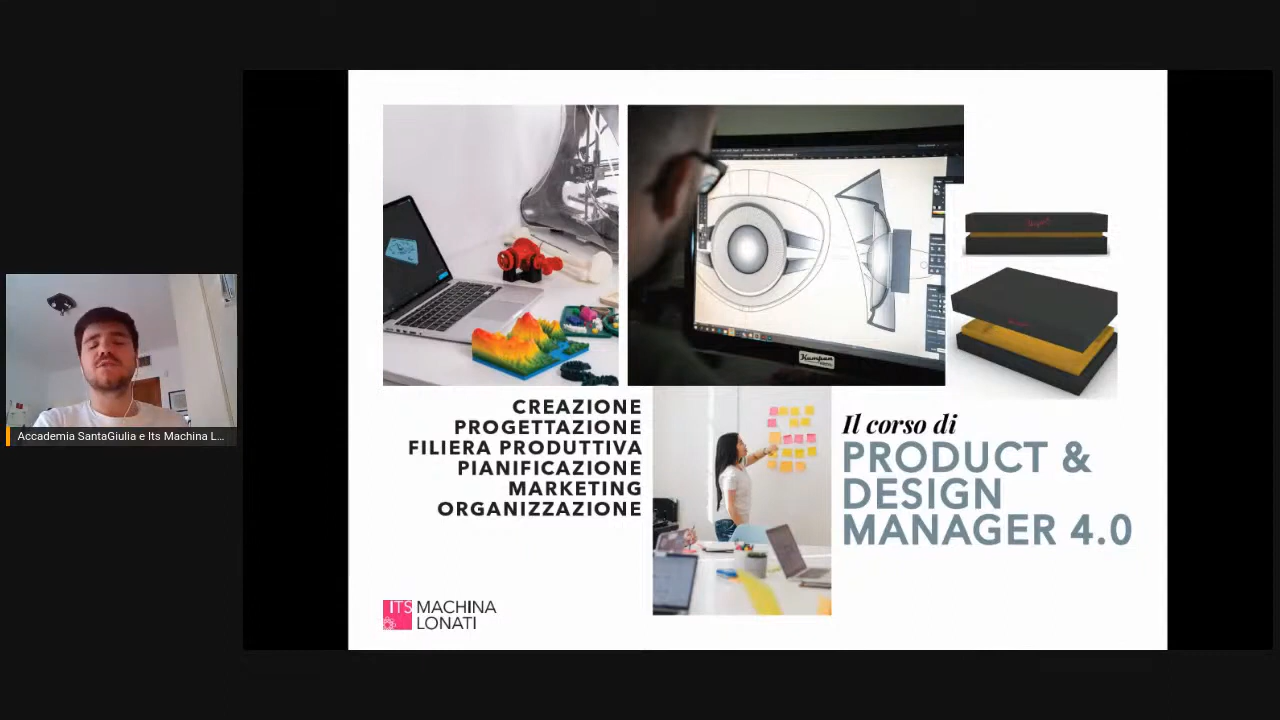 CREAZIONE
PROGETTAZIONE
FILIERA PRODUTTIVA
PIANIFICAZIONE
MARKETING
ORGANIZZAZIONE
Il corso di
PRODUCT &
DESIGN
MANAGER 4.0
Accademia SantaGiulia e Its Machina L...
ITS MACHINA
LONATI